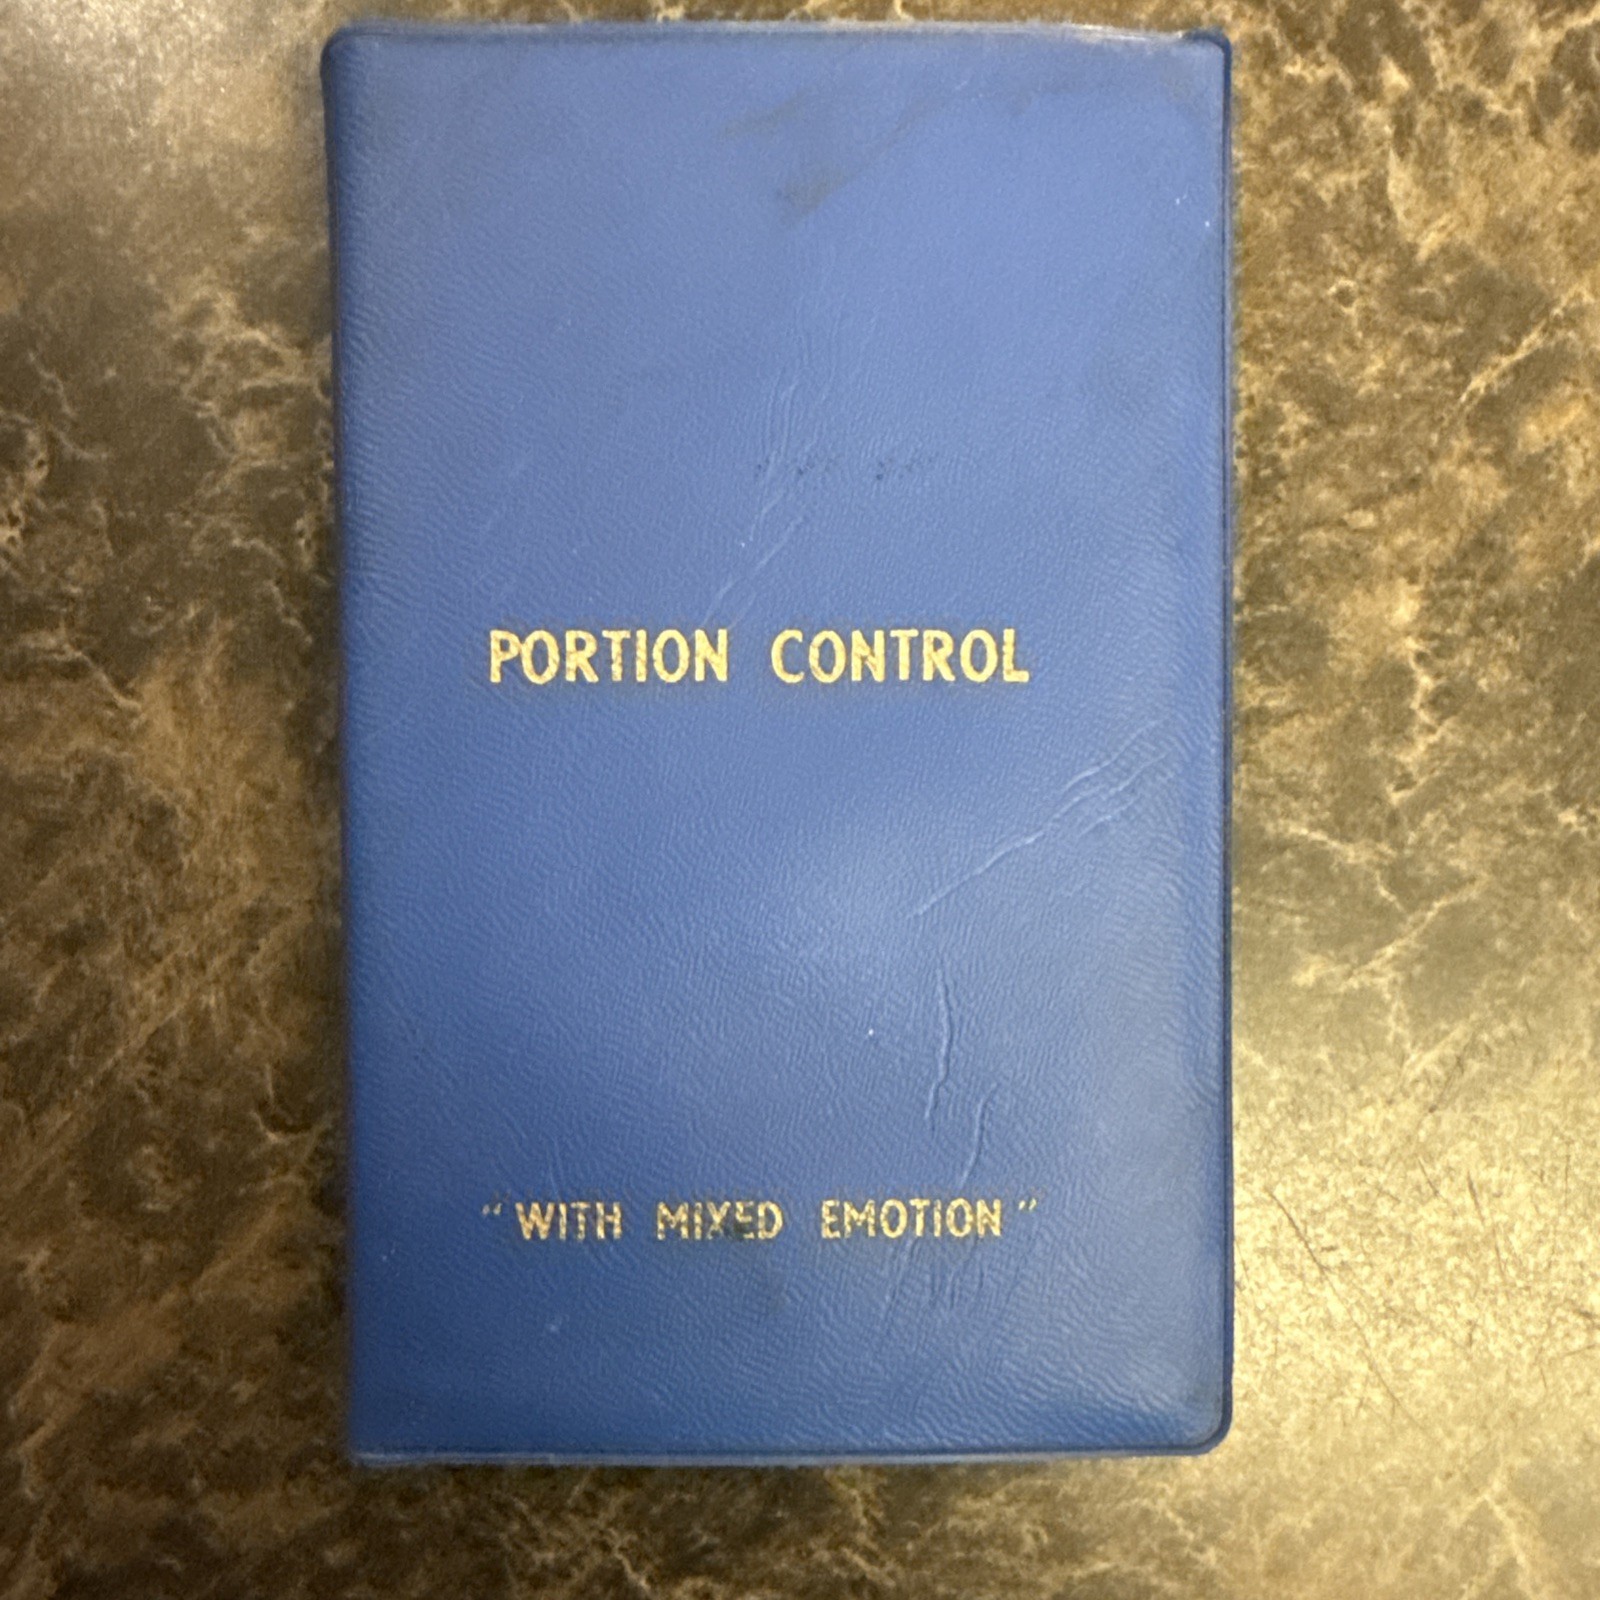 PORTION CONTROL
“WITH MIXED EMOTION”